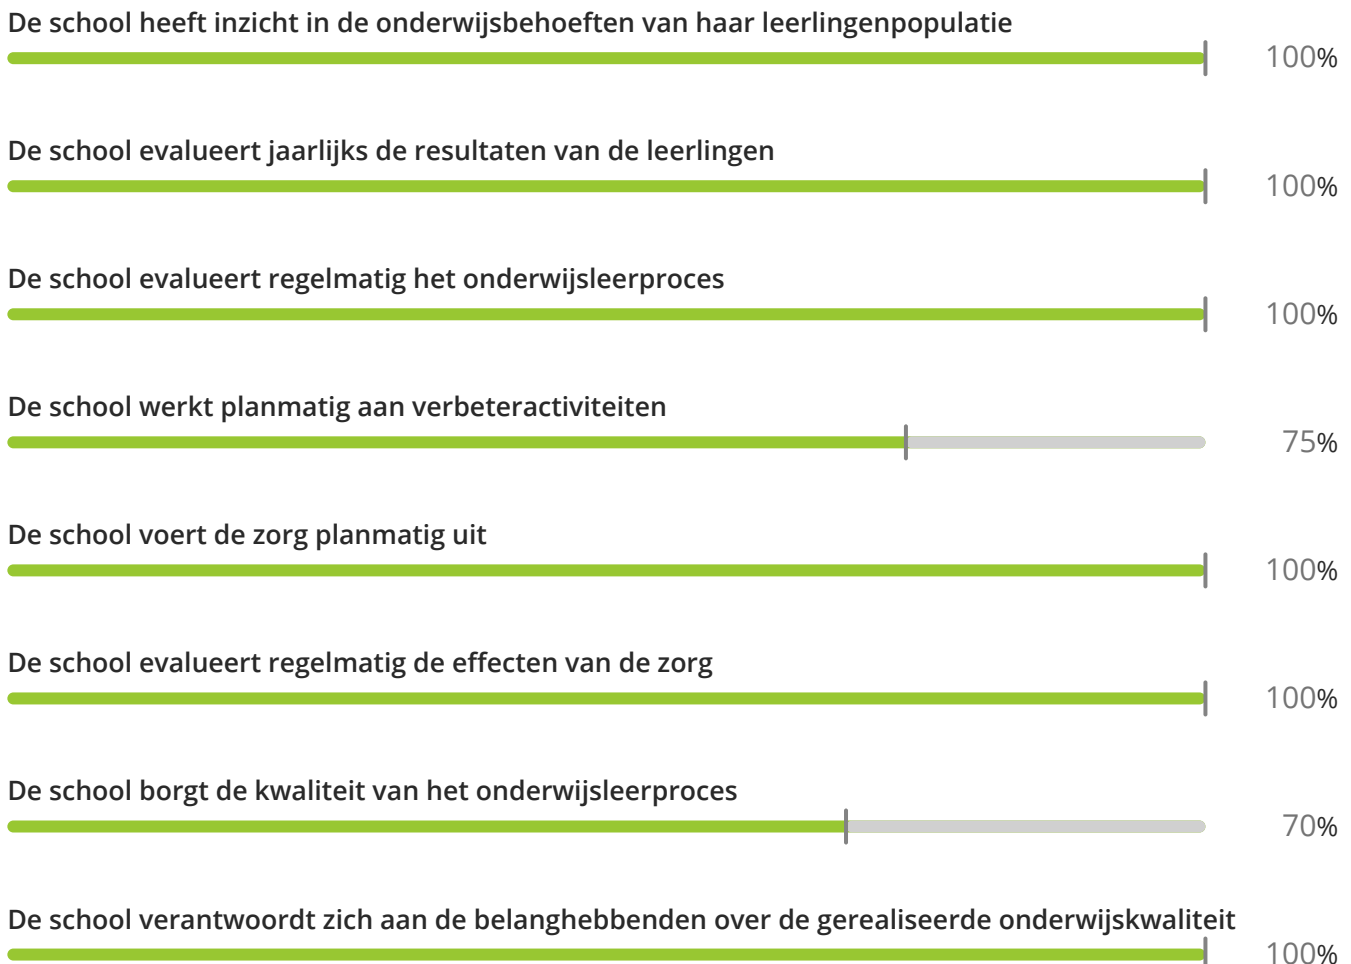 De school heeft inzicht in de onderwijsbehoeften van haar leerlingenpopulatie
100%
De school evalueert jaarlijks de resultaten van de leerlingen
100%
De school evalueert regelmatig het onderwijsleerproces
100%
De school werkt planmatig aan verbeteractiviteiten
75%
De school voert de zorg planmatig uit
100%
De school evalueert regelmatig de effecten van de zorg
100%
De school borgt de kwaliteit van het onderwijsleerproces
70%
De school verantwoordt zich aan de belanghebbenden over de gerealiseerde onderwijskwaliteit
100%